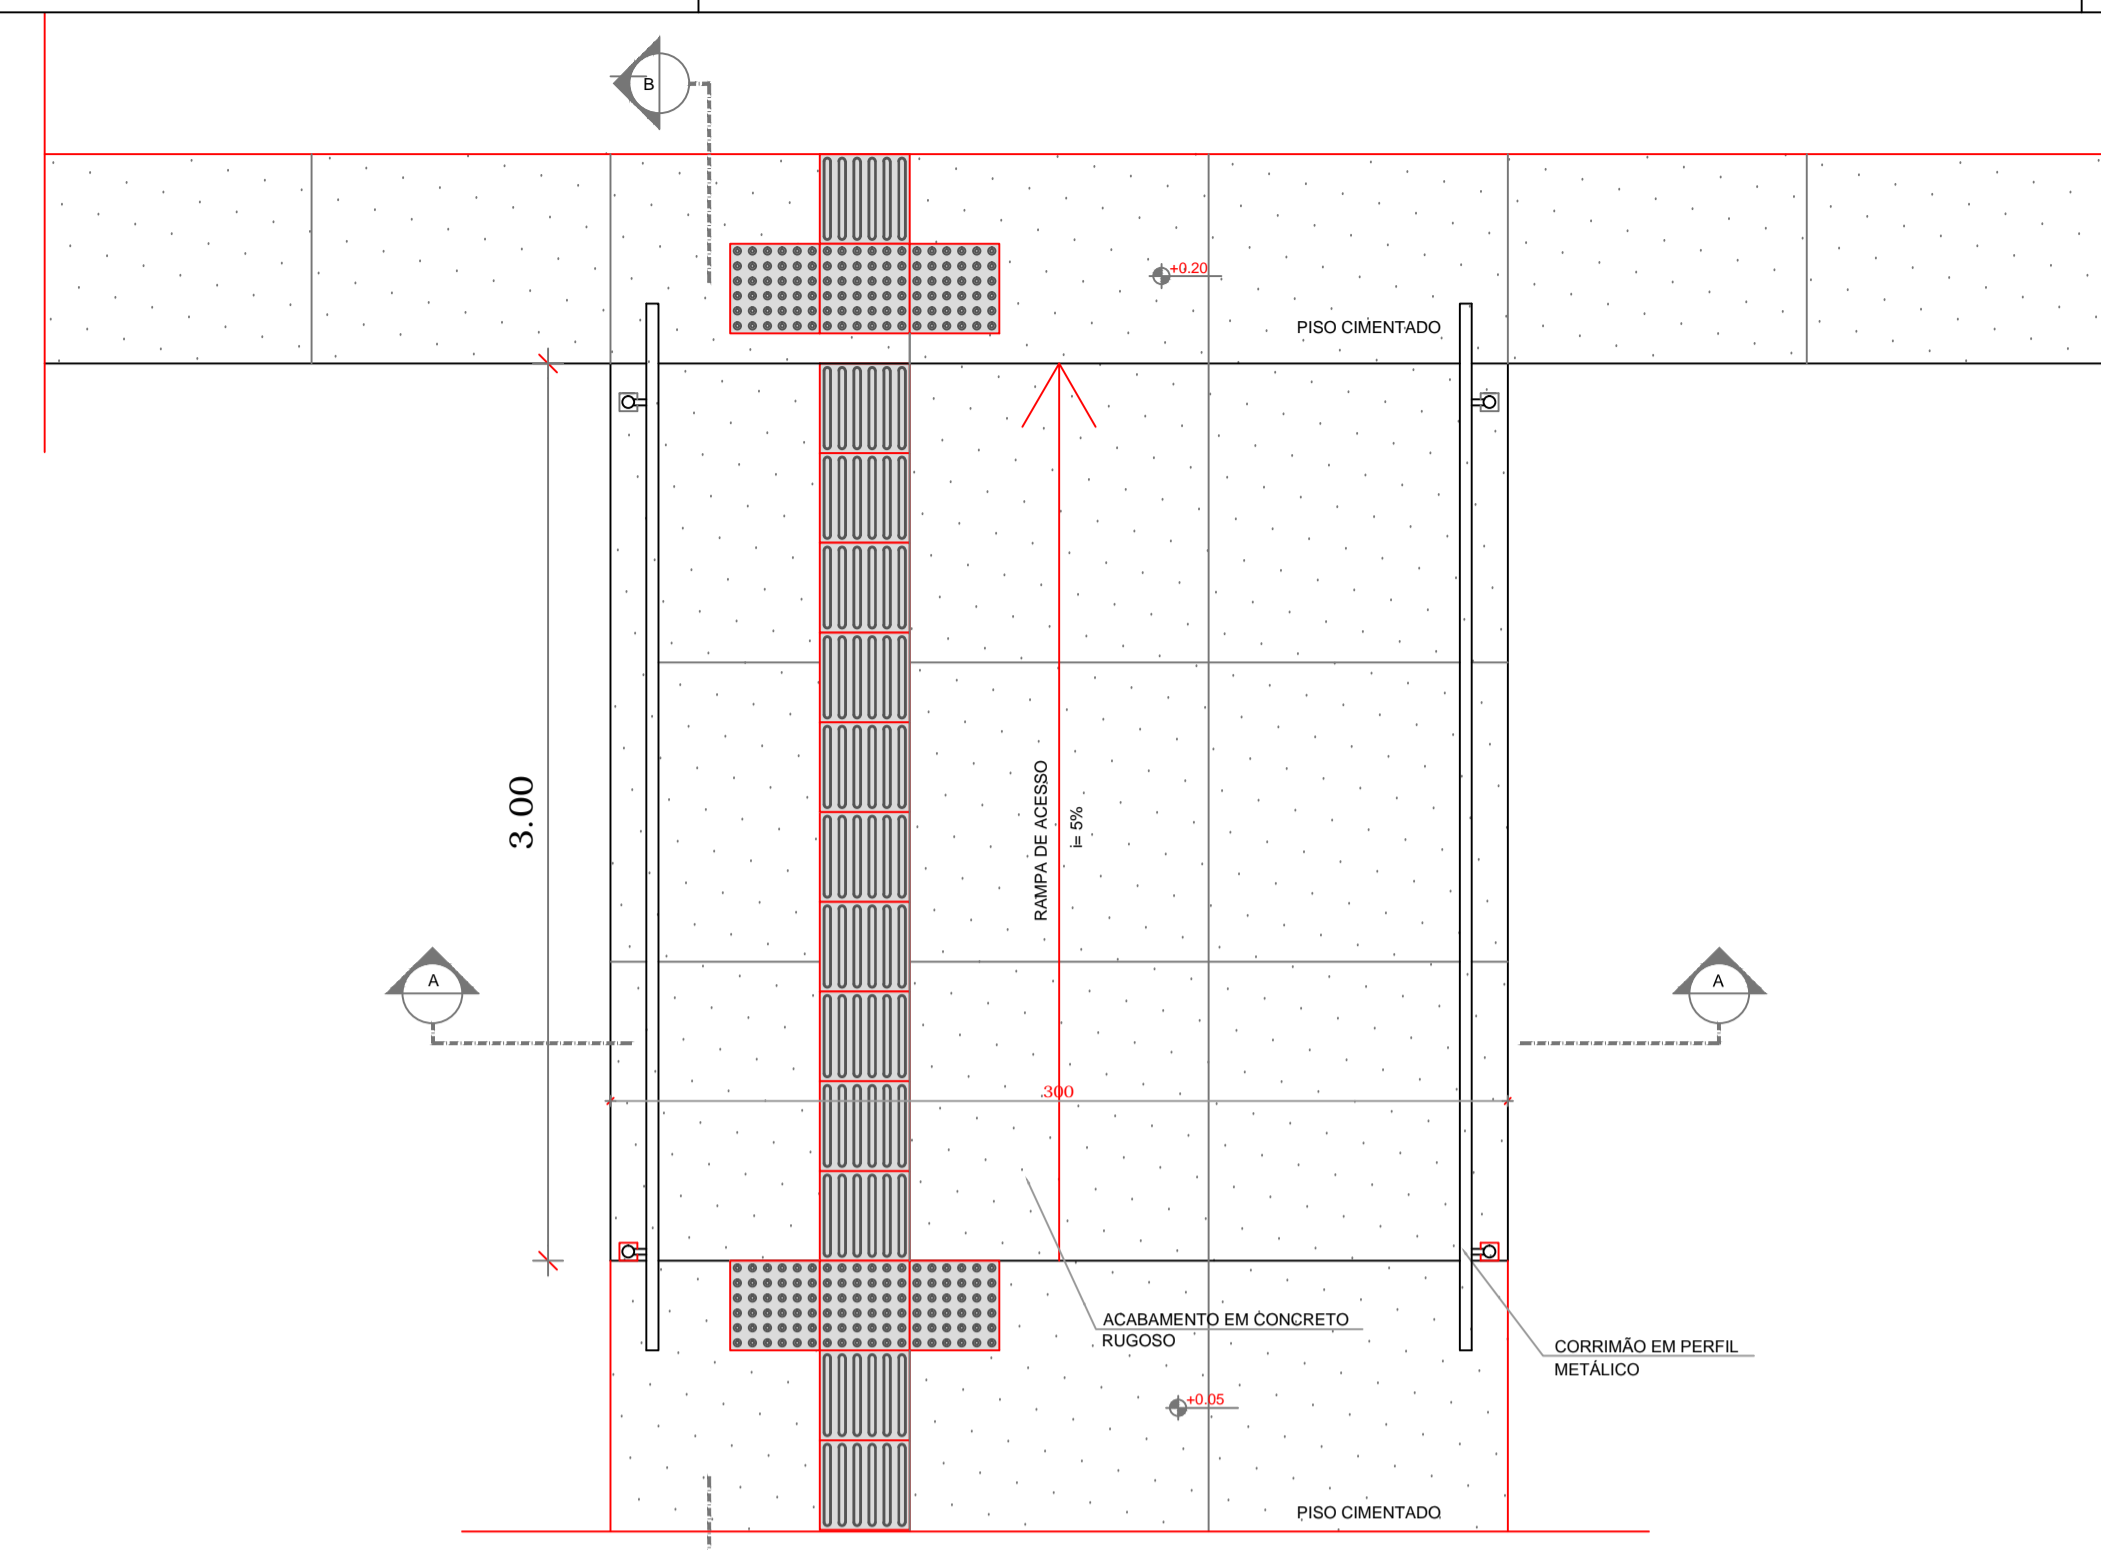 B
+0.20
PISO CIMENTADO
3.00
RAMPA DE ACESSO
i= 5%
A
A
.300
ACABAMENTO EM CONCRETO
RUGOSO
CORRIMÃO EM PERFIL
METÁLICO
+0.05
PISO CIMENTADO